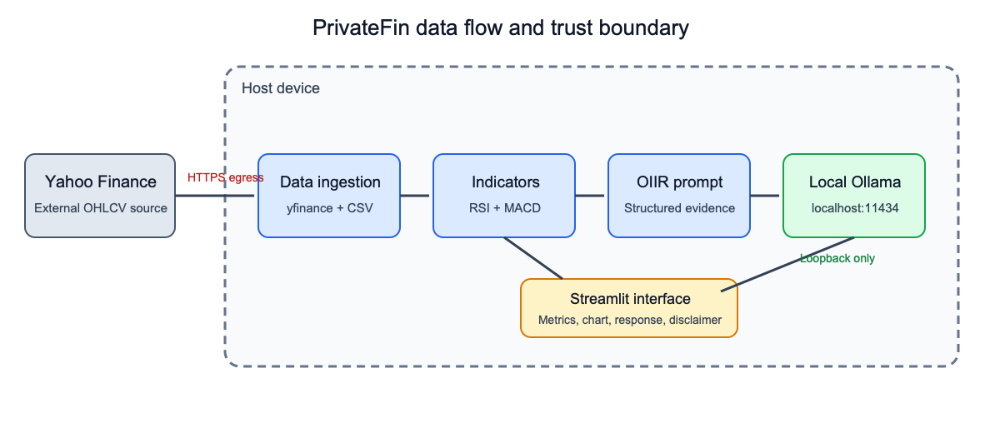 PrivateFin data flow and trust boundary
Host device
Yahoo Finance
External OHLCV source
HTTPS egress
Data ingestion
yfinance + CSV
Indicators
RSI + MACD
OIIR prompt
Structured evidence
Local Ollama
localhost:11434
Loopback only
Streamlit interface
Metrics, chart, response, disclaimer